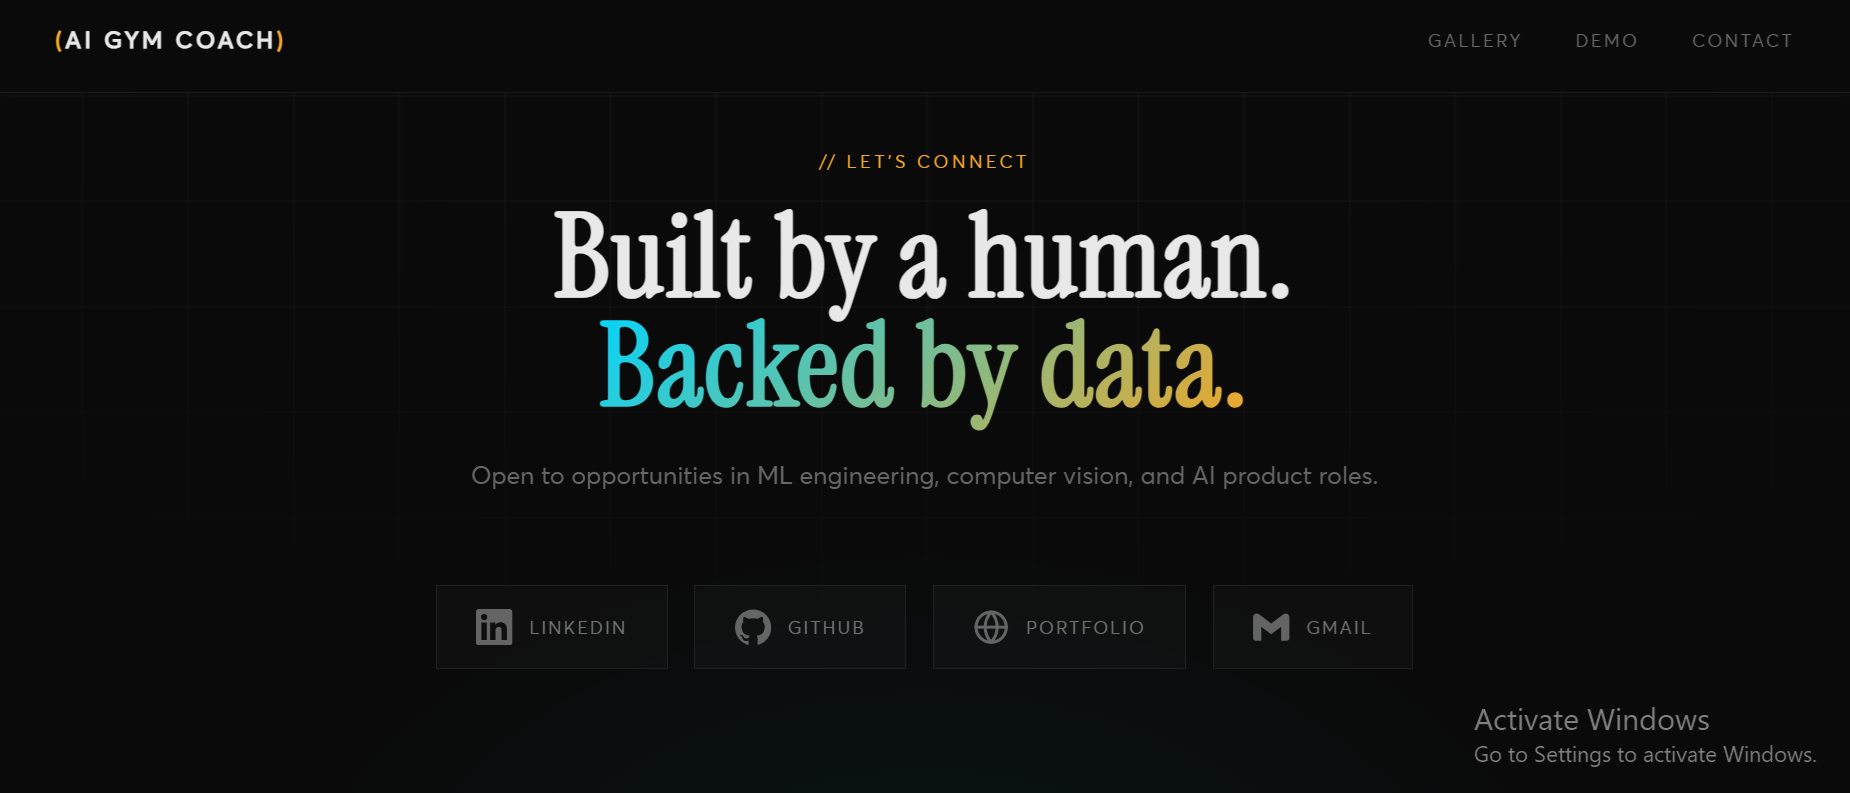 (AI GYM COACH)
GALLERY DEMO CONTACT
// LET'S CONNECT
Built by a human.
Backed by data.
Open to opportunities in ML engineering, computer vision, and AI product roles.
LINKEDIN GITHUB PORTFOLIO GMAIL
Activate Windows
Go to Settings to activate Windows.